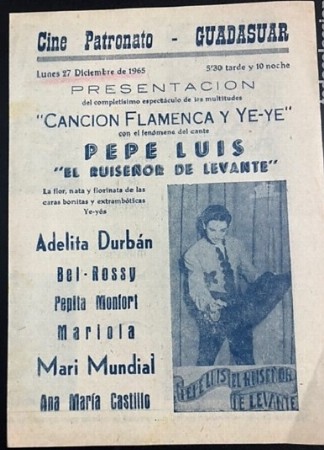 Cine Patronato - GUADASUAR
Lunes 27 Diciembre de 1965 5'30 tarde y 10 noche
PRESENTACION
del completísimo espectáculo de las multitudes
"CANCION FLAMENCA Y YE-YE"
con el fenómeno del cante
PEPE LUIS
"EL RUISEÑOR DE LEVANTE"
La flor, nata y florinata de las
caras bonitas y extrambóticas
Ye-yés
Adelita Durbán
Bel-Rossy
Pepita Monfort
Mariola
Mari Mundial
Ana María Castillo
PEPE LUIS EL RUISEÑOR
DE LEVANTE